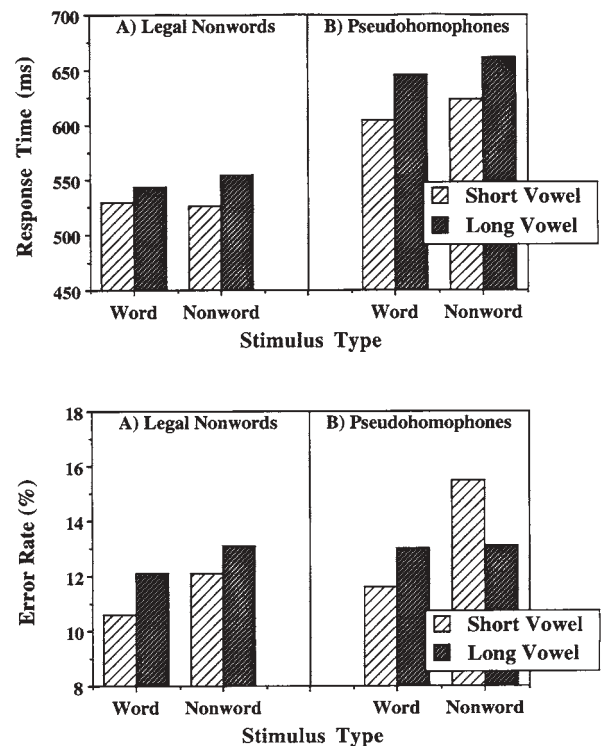 700
A) Legal Nonwords B) Pseudohomophones
650
600
550
500
450
Response Time (ms)
Short Vowel
Long Vowel
Word Nonword Word Nonword
Stimulus Type
18
A) Legal Nonwords B) Pseudohomophones
16
14
12
10
8
Error Rate (%)
Short Vowel
Long Vowel
Word Nonword Word Nonword
Stimulus Type